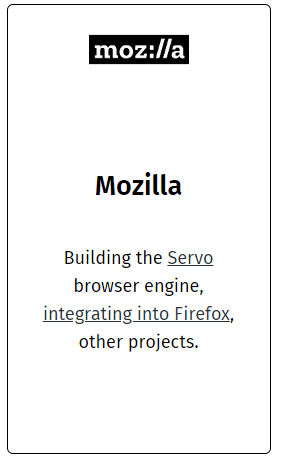 moz://a
Mozilla
Building the Servo
browser engine,
integrating into Firefox,
other projects.